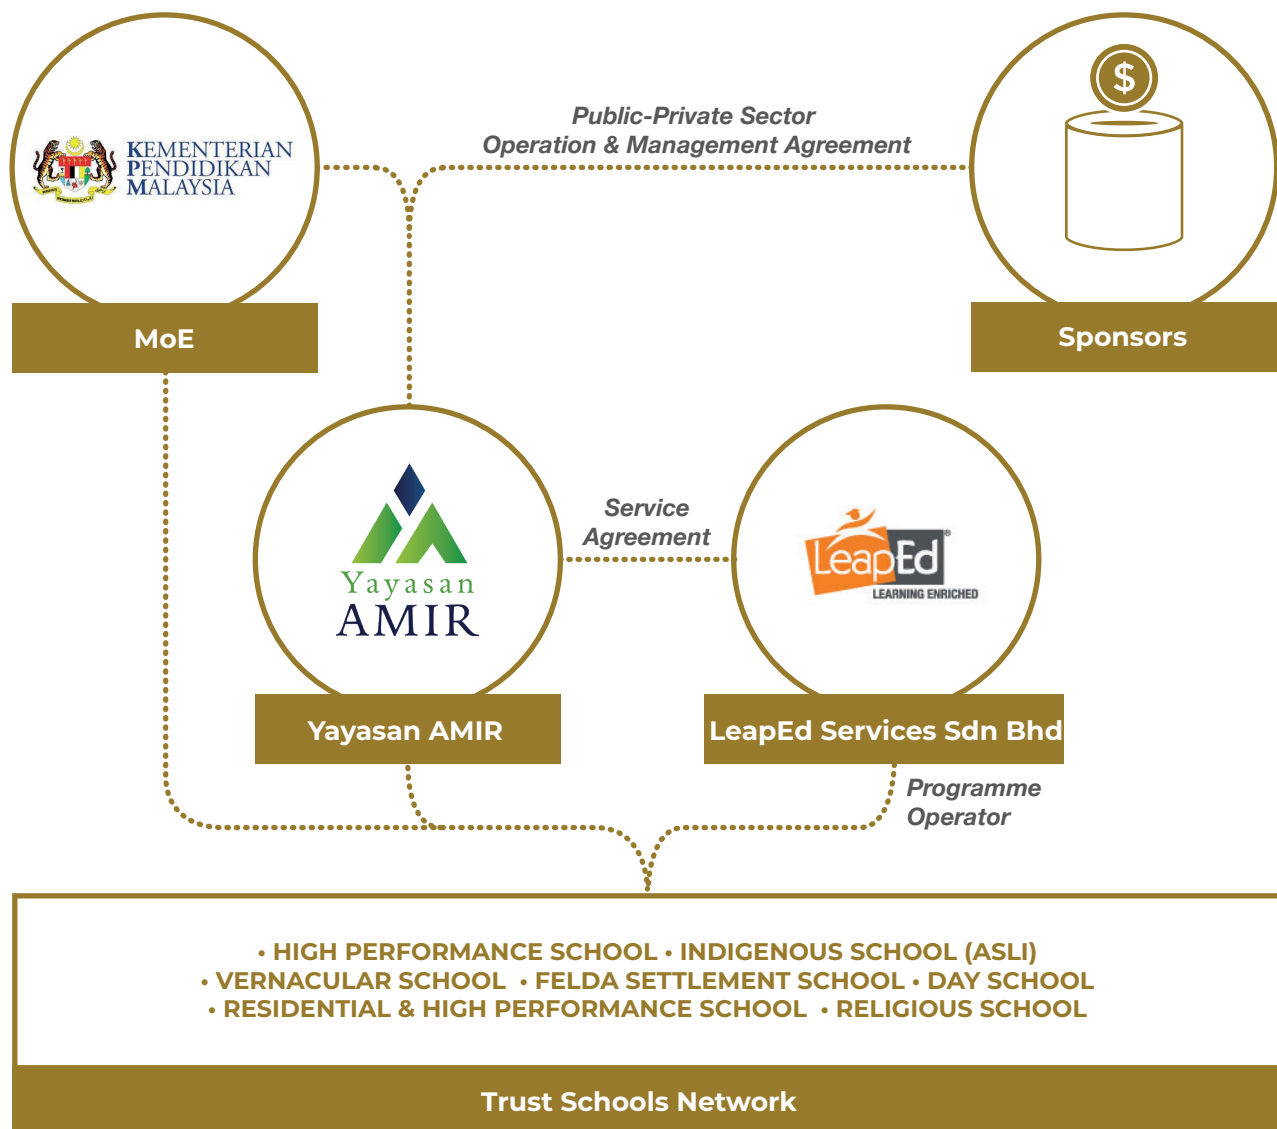 KEMENTERIAN
PENDIDIKAN
MALAYSIA
MoE
Public-Private Sector
Operation & Management Agreement
$
Sponsors
Yayasan
AMIR
Yayasan AMIR
Service
Agreement
LeapEd®
LEARNING ENRICHED
LeapEd Services Sdn Bhd
Programme
Operator
• HIGH PERFORMANCE SCHOOL • INDIGENOUS SCHOOL (ASLI)
• VERNACULAR SCHOOL • FELDA SETTLEMENT SCHOOL • DAY SCHOOL
• RESIDENTIAL & HIGH PERFORMANCE SCHOOL • RELIGIOUS SCHOOL
Trust Schools Network